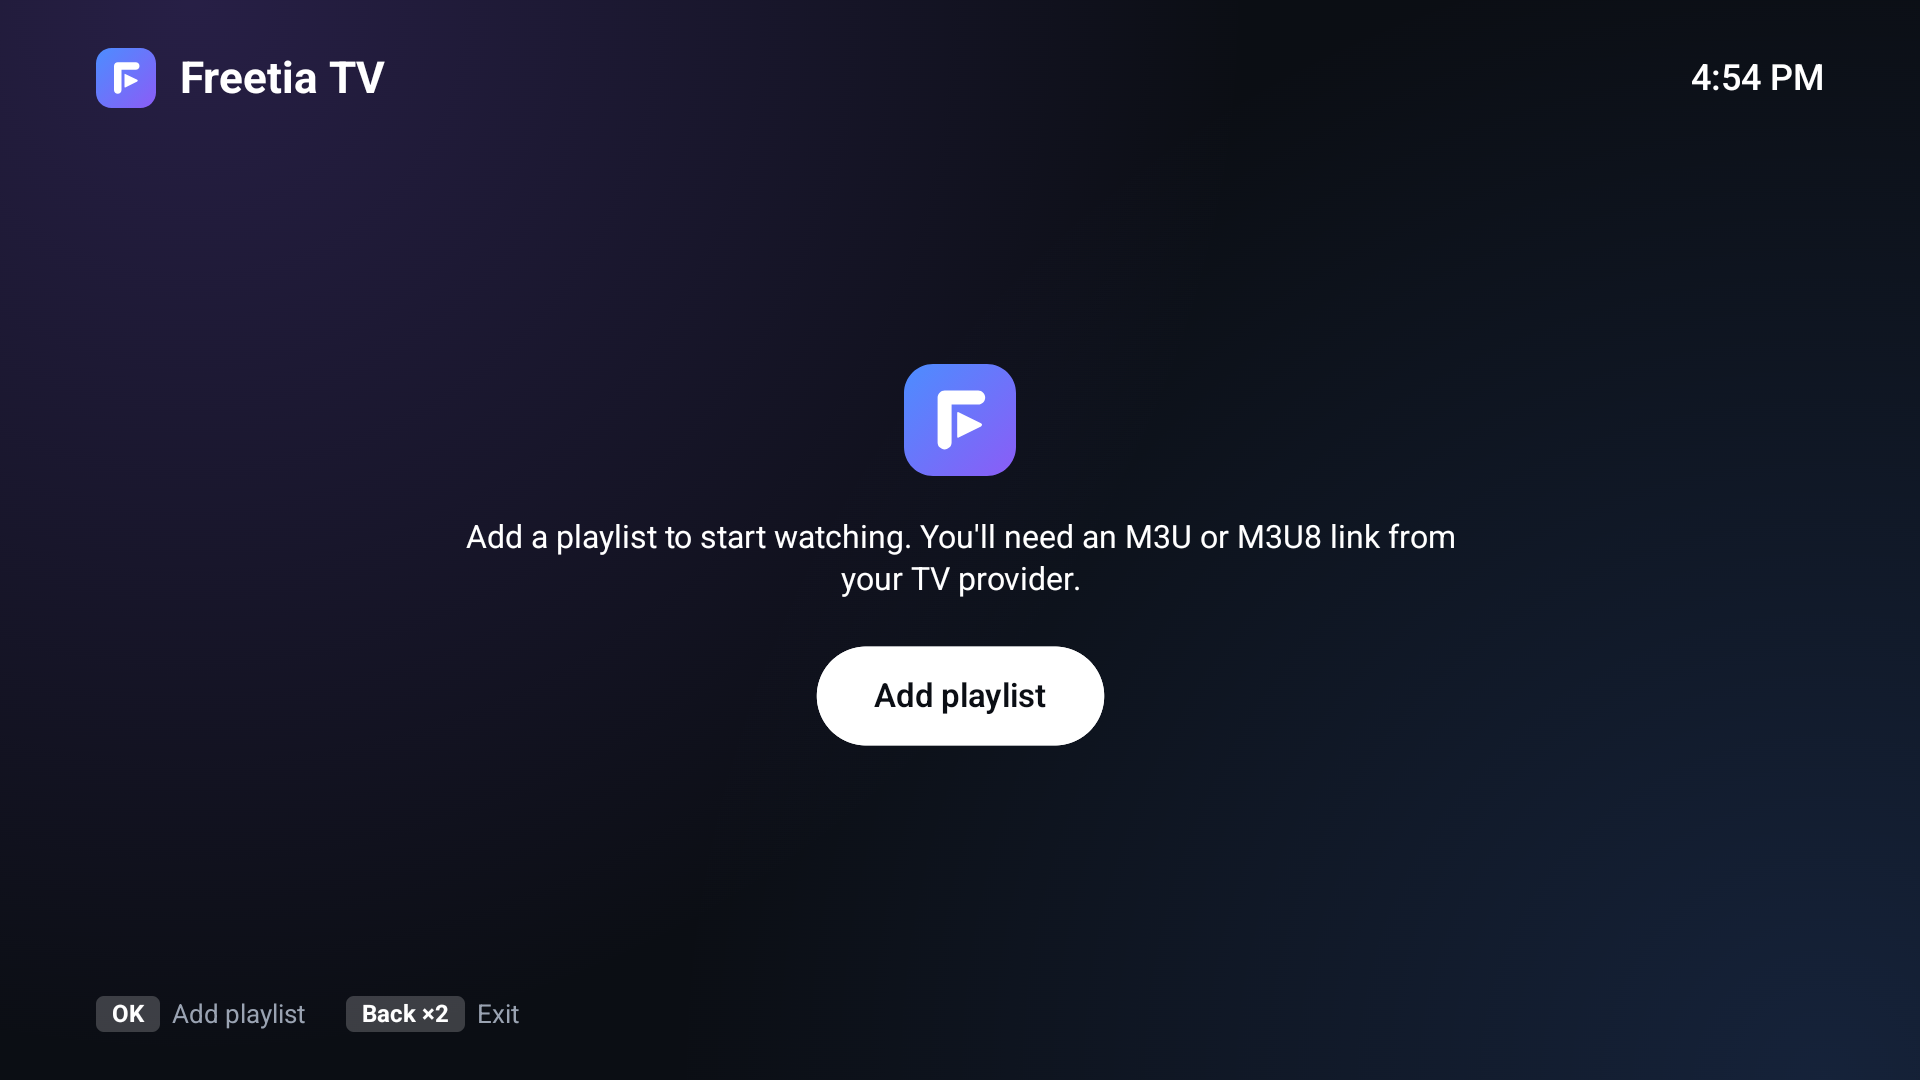 Freetia TV
4:54 PM
Add a playlist to start watching. You'll need an M3U or M3U8 link from
your TV provider.
Add playlist
OK Add playlist Back ×2 Exit